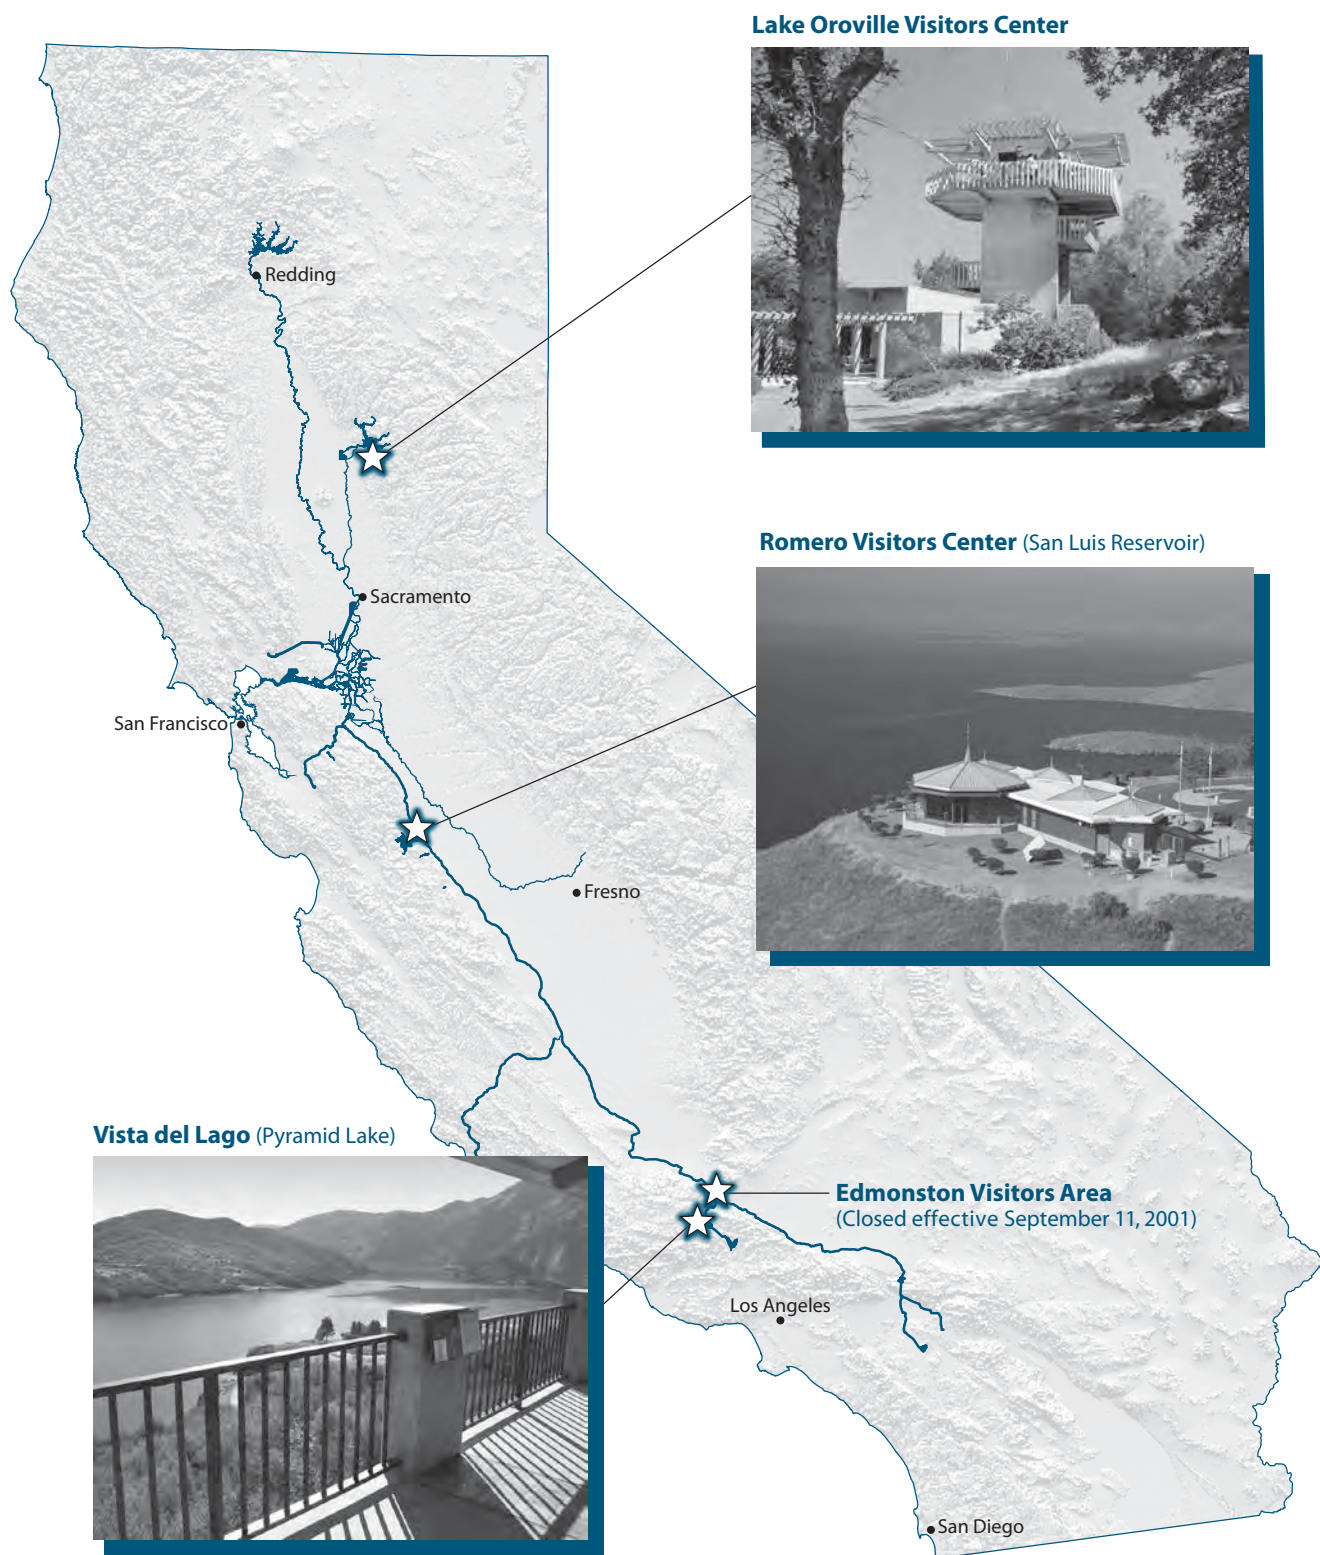 Lake Oroville Visitors Center
Redding
Romero Visitors Center (San Luis Reservoir)
Sacramento
San Francisco
Fresno
Vista del Lago (Pyramid Lake)
Edmonston Visitors Area
(Closed effective September 11, 2001)
Los Angeles
San Diego